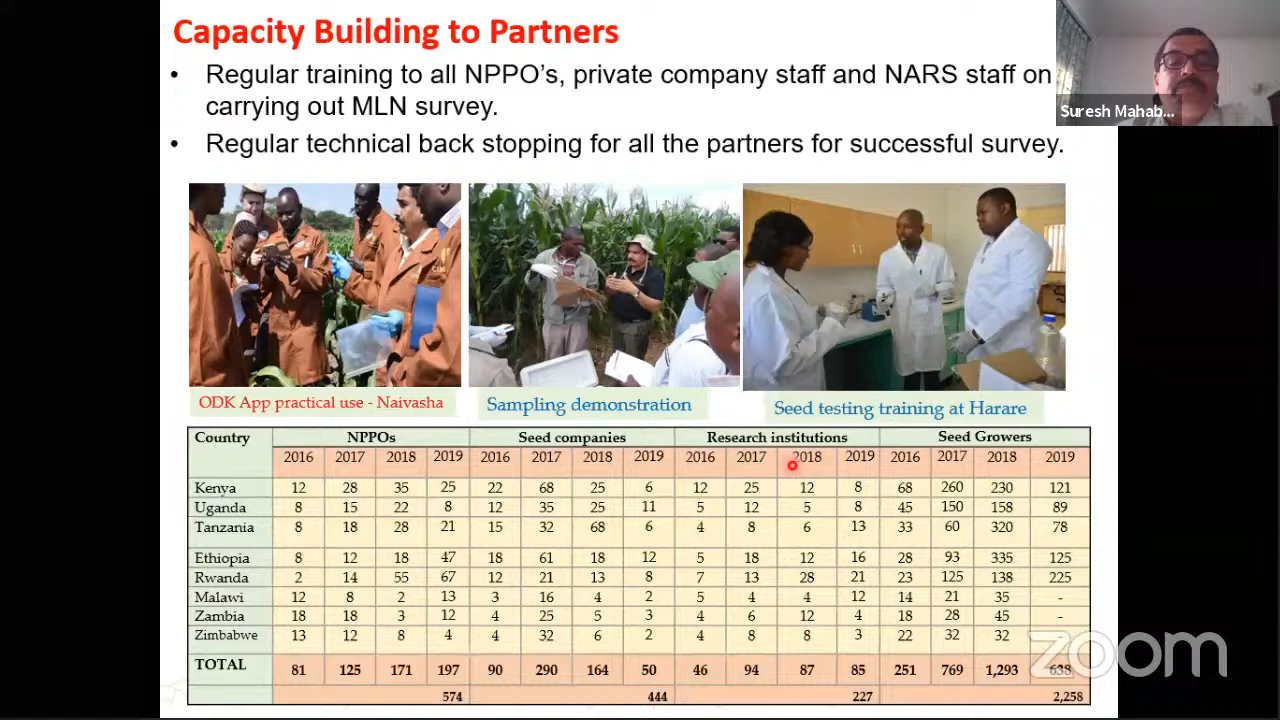 Capacity Building to Partners
• Regular training to all NPPO's, private company staff and NARS staff on
carrying out MLN survey.
• Regular technical back stopping for all the partners for successful survey.
Suresh Mahab...
ODK App practical use - Naivasha
Sampling demonstration
Seed testing training at Harare
Country NPPOs Seed companies Research institutions Seed Growers
2016 2017 2018 2019 2016 2017 2018 2019 2016 2017 2018 2019 2016 2017 2018 2019
Kenya 12 28 35 25 22 68 25 6 12 25 12 8 68 260 230 121
Uganda 8 15 22 8 12 35 25 11 5 12 5 8 45 150 158 89
Tanzania 8 18 28 21 15 32 68 6 4 8 6 13 33 60 320 78
Ethiopia 8 12 18 47 18 61 18 12 5 18 12 16 28 93 335 125
Rwanda 2 14 55 67 12 21 13 8 7 13 28 21 23 125 138 225
Malawi 12 8 2 13 3 16 4 2 5 4 4 12 14 21 35 -
Zambia 18 18 3 12 4 25 5 3 4 6 12 4 18 28 45 -
Zimbabwe 13 12 8 4 4 32 6 2 4 8 8 3 22 32 32
TOTAL 81 125 171 197 90 290 164 50 46 94 87 85 251 769 1,293 638
574 444 227 2,258
zoom